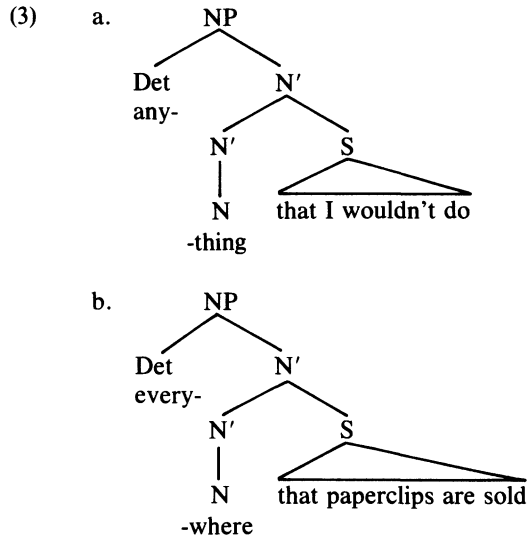 (3) a. NP
Det N′
any-
N′ S
N that I wouldn't do
-thing
b. NP
Det N′
every-
N′ S
N that paperclips are sold
-where